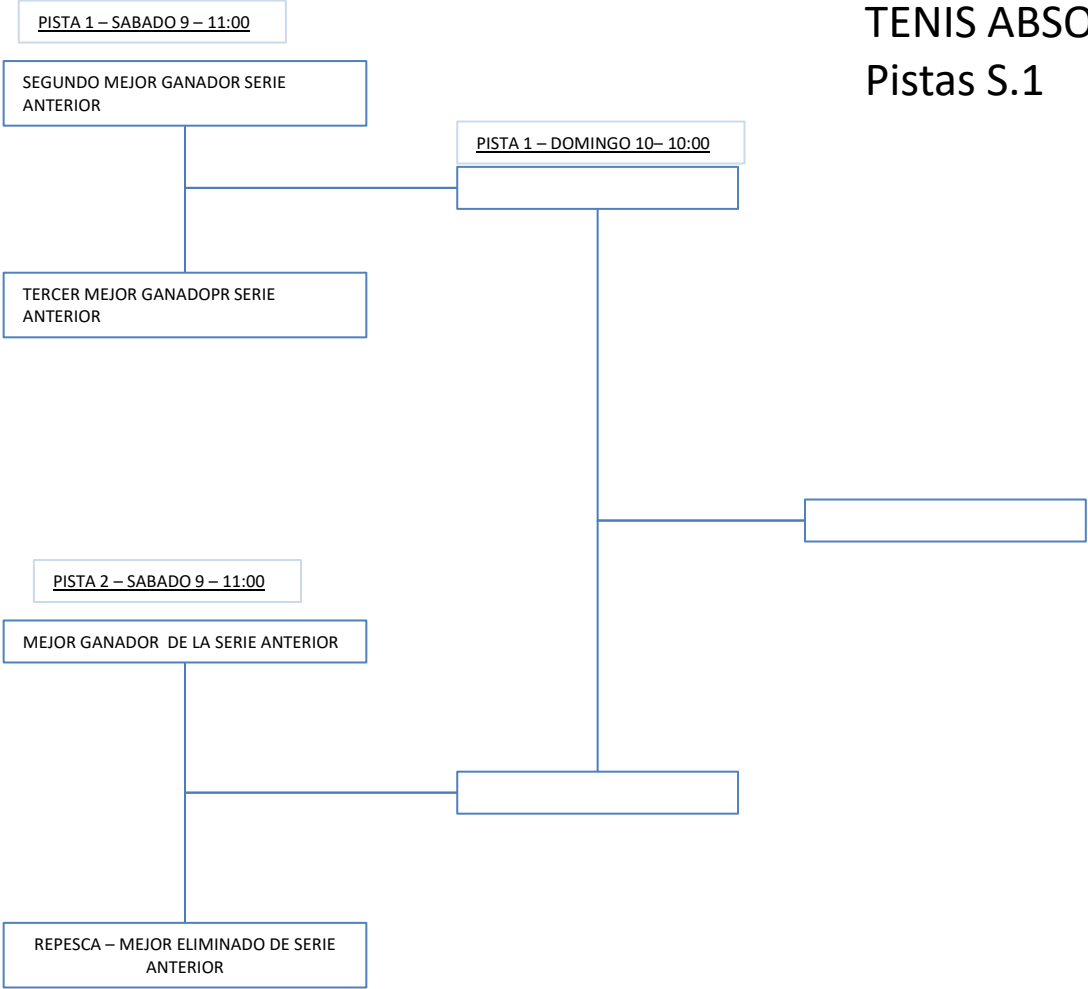 TENIS ABSO
Pistas S.1
PISTA 1 – SABADO 9 – 11:00
SEGUNDO MEJOR GANADOR SERIE
ANTERIOR
PISTA 1 – DOMINGO 10– 10:00
TERCER MEJOR GANADOPR SERIE
ANTERIOR
PISTA 2 – SABADO 9 – 11:00
MEJOR GANADOR  DE LA SERIE ANTERIOR
REPESCA – MEJOR ELIMINADO DE SERIE
ANTERIOR